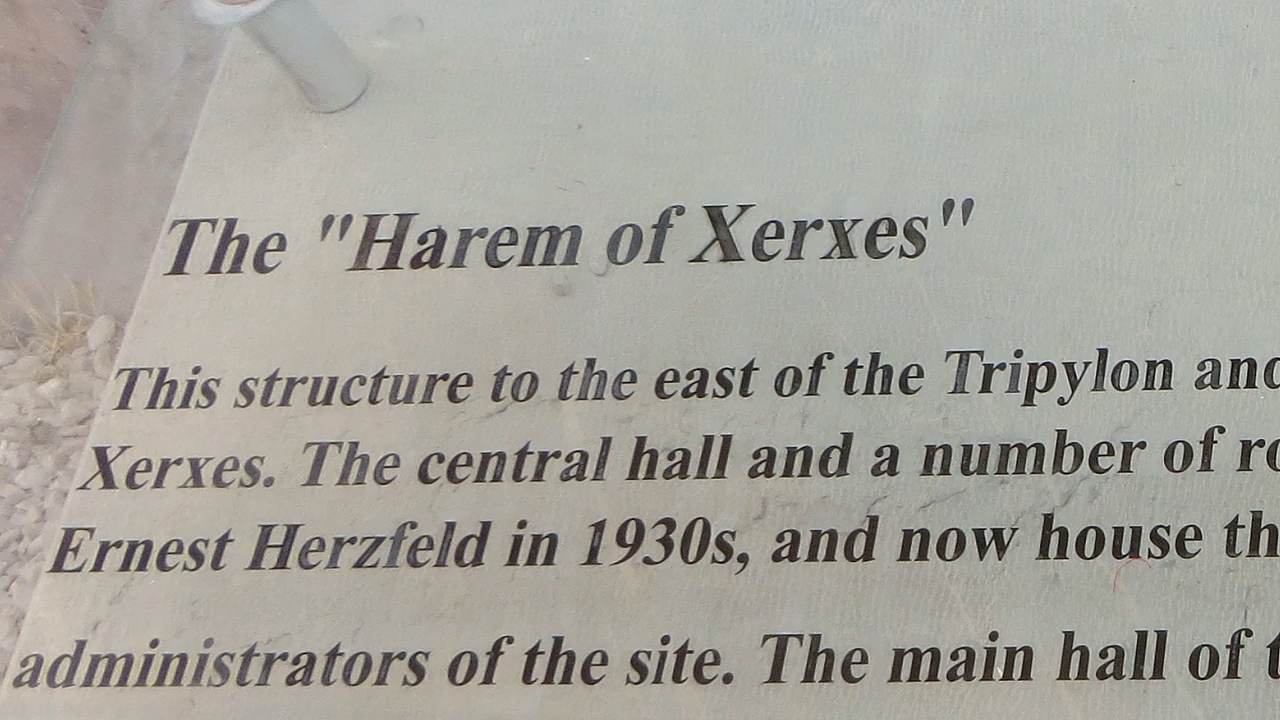 The "Harem of Xerxes"
This structure to the east of the Tripylon and
Xerxes. The central hall and a number of
Ernest Herzfeld in 1930s, and now house
administrators of the site. The main hall of